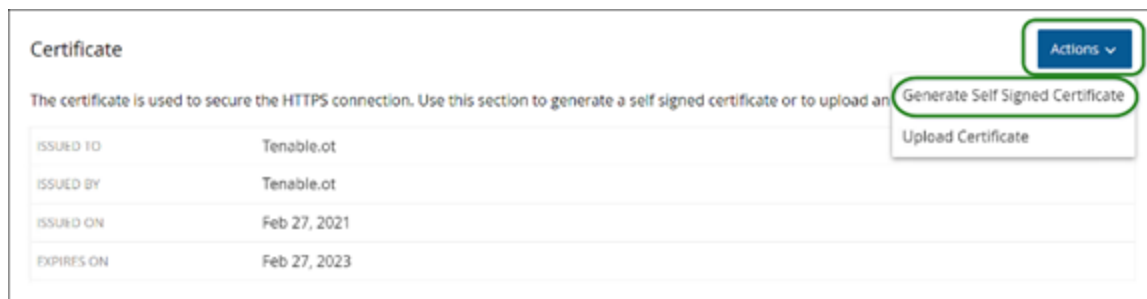 Certificate
Actions
The certificate is used to secure the HTTPS connection. Use this section to generate a self signed certificate or to upload an
Generate Self Signed Certificate
Upload Certificate
ISSUED TO Tenable.ot
ISSUED BY Tenable.ot
ISSUED ON Feb 27, 2021
EXPIRES ON Feb 27, 2023